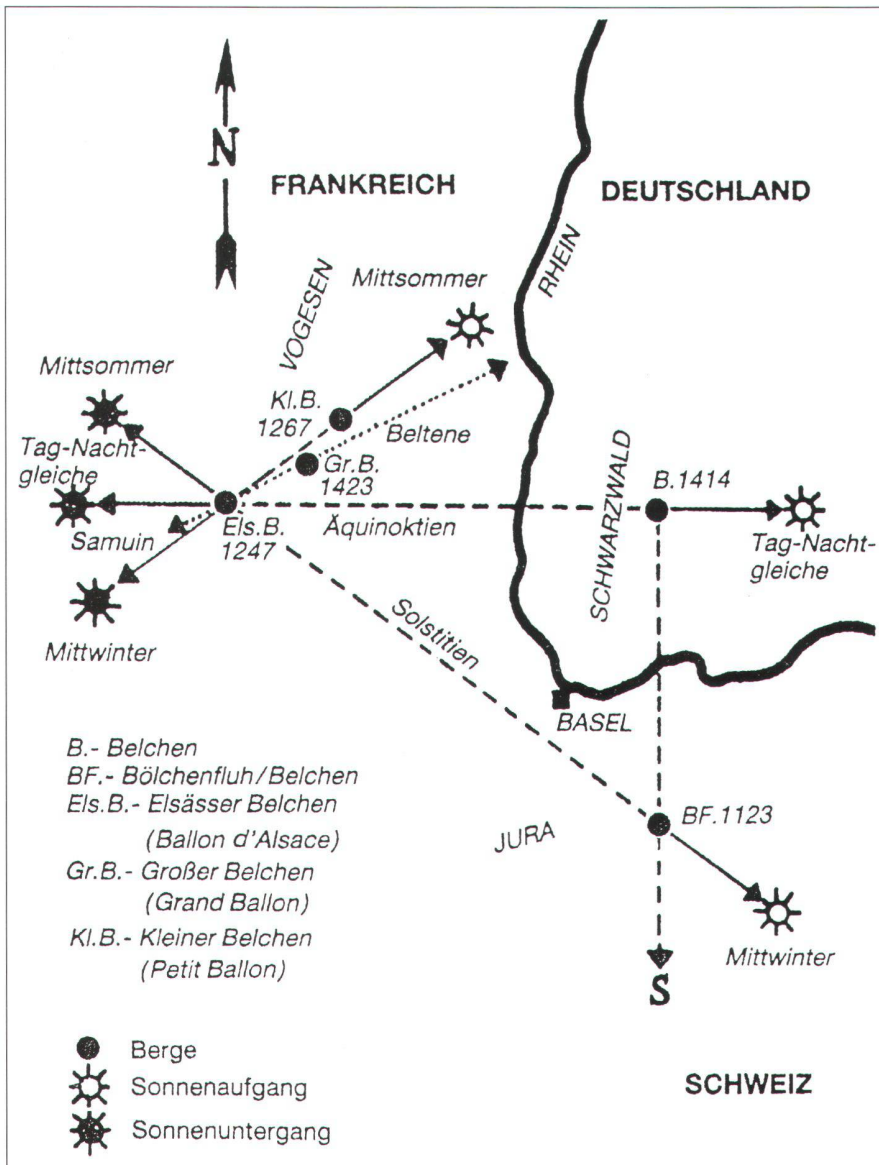 N
FRANKREICH
DEUTSCHLAND
RHEIN
VOGESEN
Mittsommer
Mittsommer
Kl.B.
1267
Beltene
Tag-Nacht-
gleiche
Gr.B.
1423
SCHWARZWALD
B.1414
Samuin
Els.B.
1247
Äquinoktien
Tag-Nacht-
gleiche
Mittwinter
Solstitien
BASEL
B.- Belchen
BF.- Bölchenfluh/Belchen
Els.B.- Elsässer Belchen
(Ballon d'Alsace)
Gr.B.- Großer Belchen
(Grand Ballon)
Kl.B.- Kleiner Belchen
(Petit Ballon)
JURA
BF.1123
Mittwinter
S
Berge
Sonnenaufgang
Sonnenuntergang
SCHWEIZ